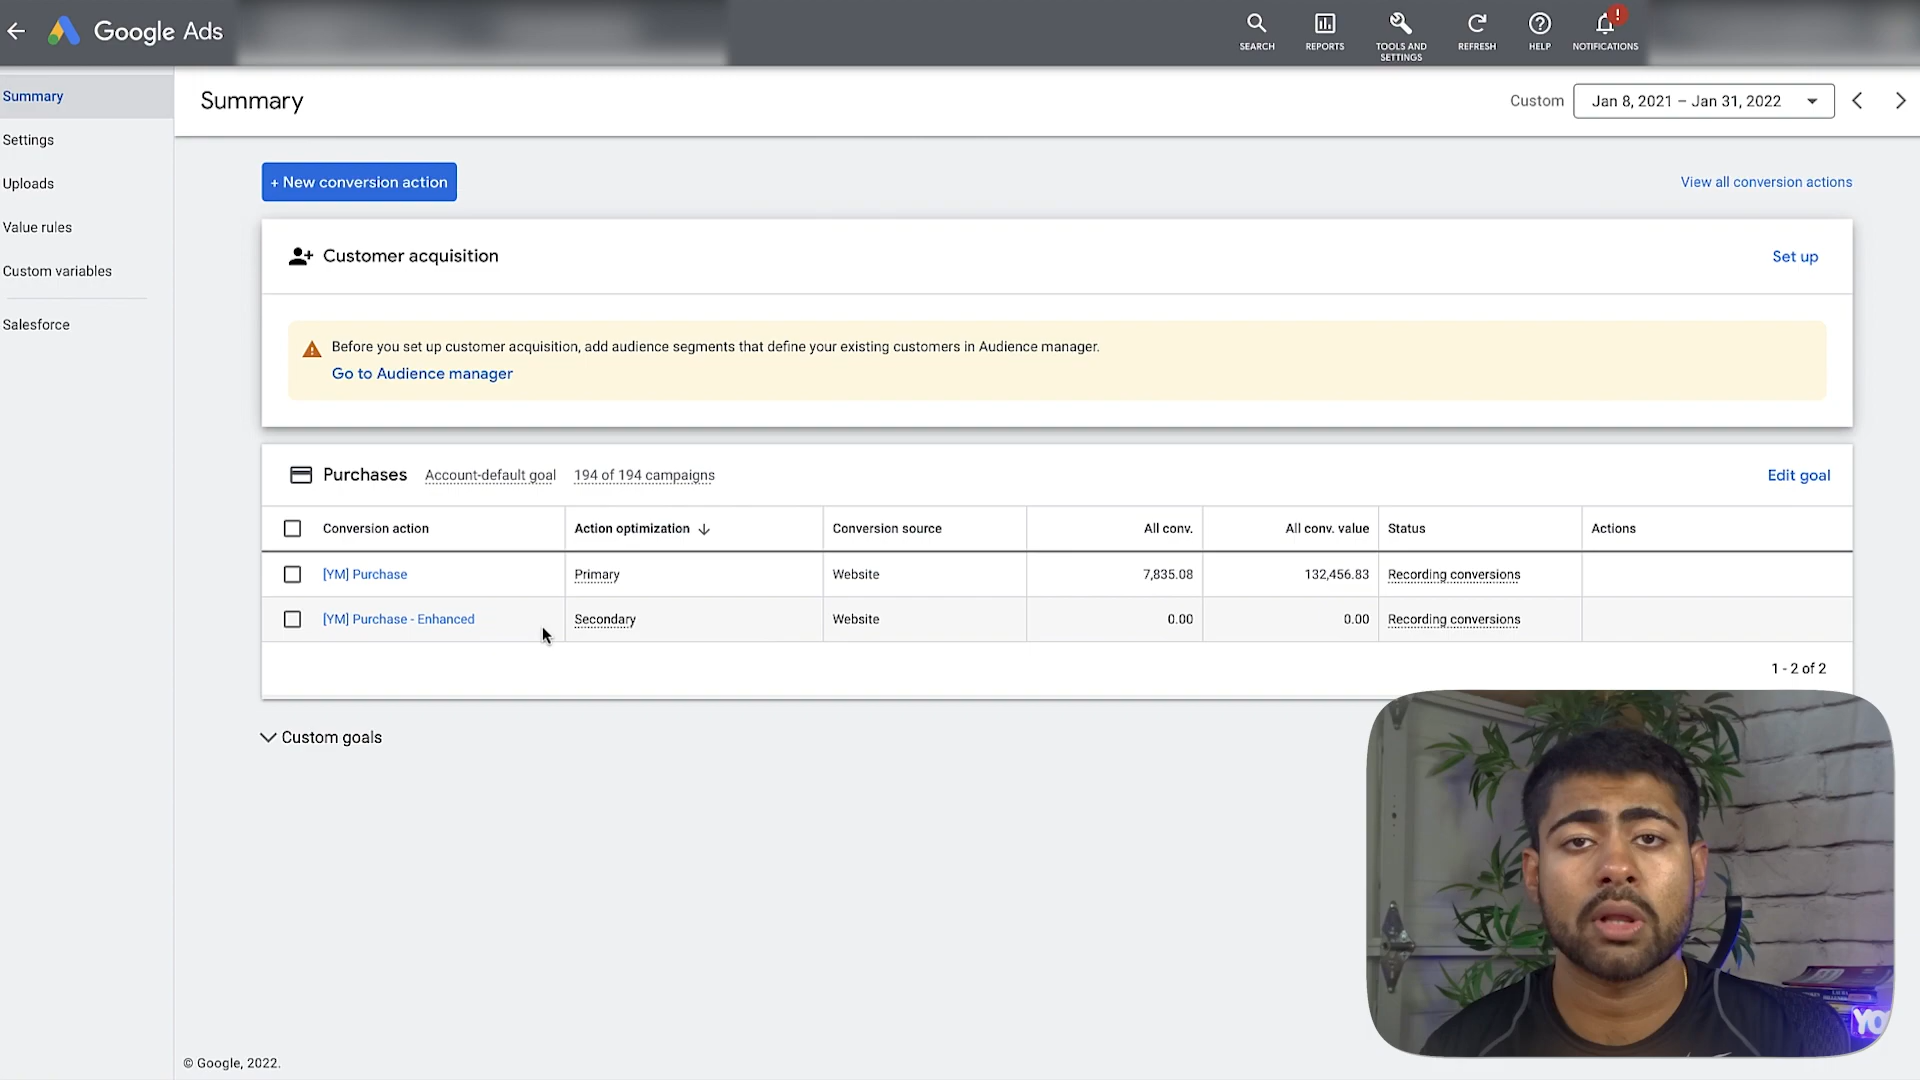 Google Ads
SEARCH
REPORTS
TOOLS AND
SETTINGS
REFRESH
HELP
!
NOTIFICATIONS
Summary
Settings
Uploads
Value rules
Custom variables
Salesforce
Summary
Custom
Jan 8, 2021 – Jan 31, 2022
+ New conversion action
View all conversion actions
Customer acquisition
Set up
Before you set up customer acquisition, add audience segments that define your existing customers in Audience manager.
Go to Audience manager
Purchases Account-default goal 194 of 194 campaigns
Edit goal
Conversion action Action optimization Conversion source All conv. All conv. value Status Actions
[YM] Purchase Primary Website 7,835.08 132,456.83 Recording conversions
[YM] Purchase - Enhanced Secondary Website 0.00 0.00 Recording conversions
1 - 2 of 2
Custom goals
YO
© Google, 2022.